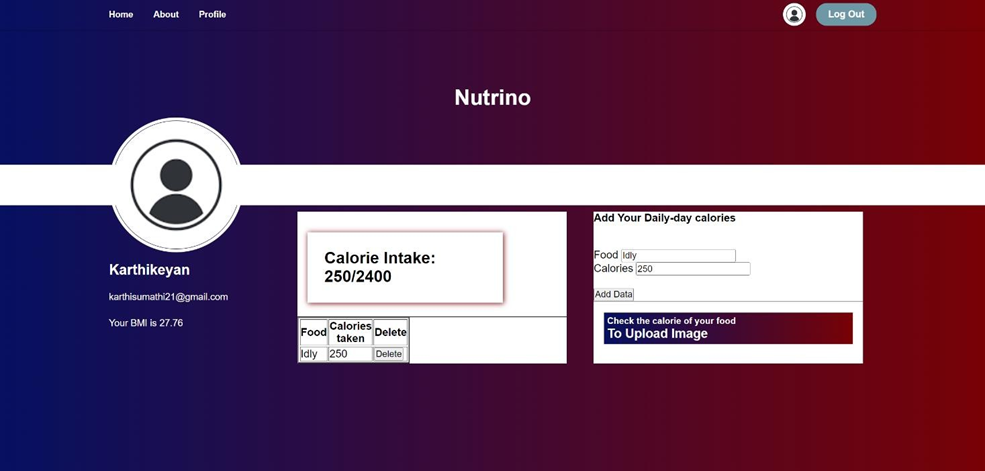 Home About Profile Log Out
Nutrino
Karthikeyan
karthisumathi21@gmail.com
Your BMI is 27.76
Calorie Intake:
250/2400
Food Calories taken Delete
Idly 250 Delete
Add Your Daily-day calories
Food Idly
Calories 250
Add Data
Check the calorie of your food
To Upload Image